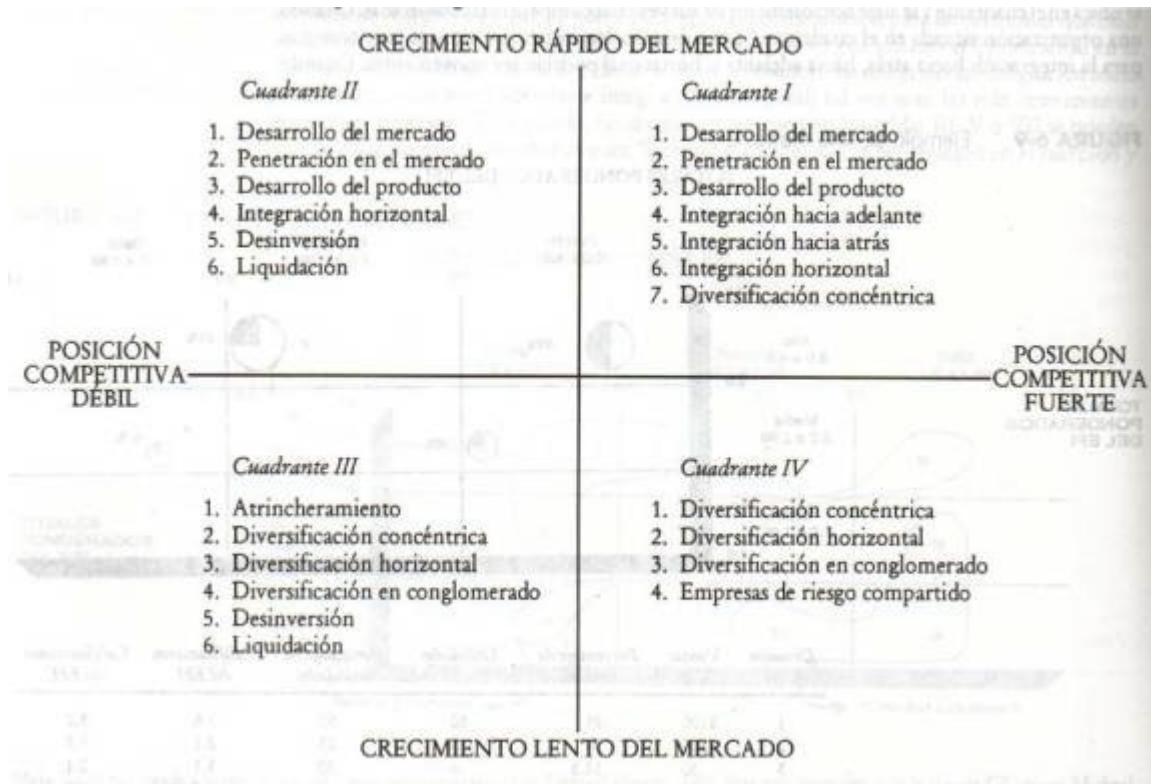 CRECIMIENTO RÁPIDO DEL MERCADO
Cuadrante II
1. Desarrollo del mercado
2. Penetración en el mercado
3. Desarrollo del producto
4. Integración horizontal
5. Desinversión
6. Liquidación
Cuadrante I
1. Desarrollo del mercado
2. Penetración en el mercado
3. Desarrollo del producto
4. Integración hacia adelante
5. Integración hacia atrás
6. Integración horizontal
7. Diversificación concéntrica
POSICIÓN
COMPETITIVA
DÉBIL
POSICIÓN
COMPETITIVA
FUERTE
Cuadrante III
1. Atrincheramiento
2. Diversificación concéntrica
3. Diversificación horizontal
4. Diversificación en conglomerado
5. Desinversión
6. Liquidación
Cuadrante IV
1. Diversificación concéntrica
2. Diversificación horizontal
3. Diversificación en conglomerado
4. Empresas de riesgo compartido
CRECIMIENTO LENTO DEL MERCADO